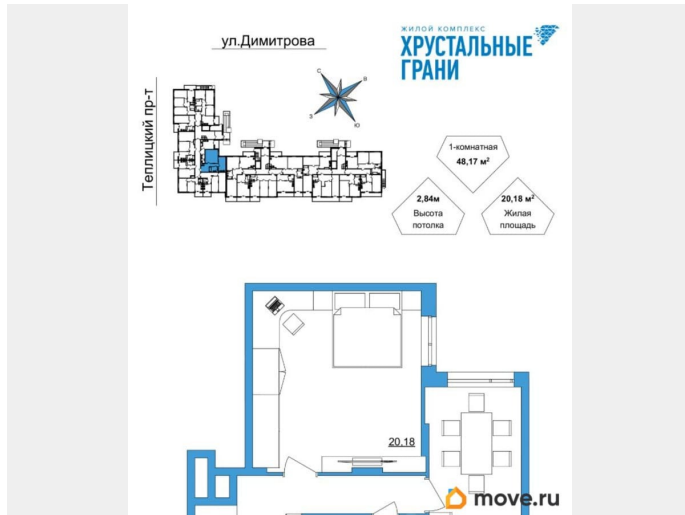 ЖИЛОЙ КОМПЛЕКС
ХРУСТАЛЬНЫЕ
ГРАНИ
ул.Димитрова
Теплицкий пр-т
С
В
З
Ю
1-комнатная
48,17 м²
2,84м
Высота
потолка
20,18 м²
Жилая
площадь
20.18
move.ru